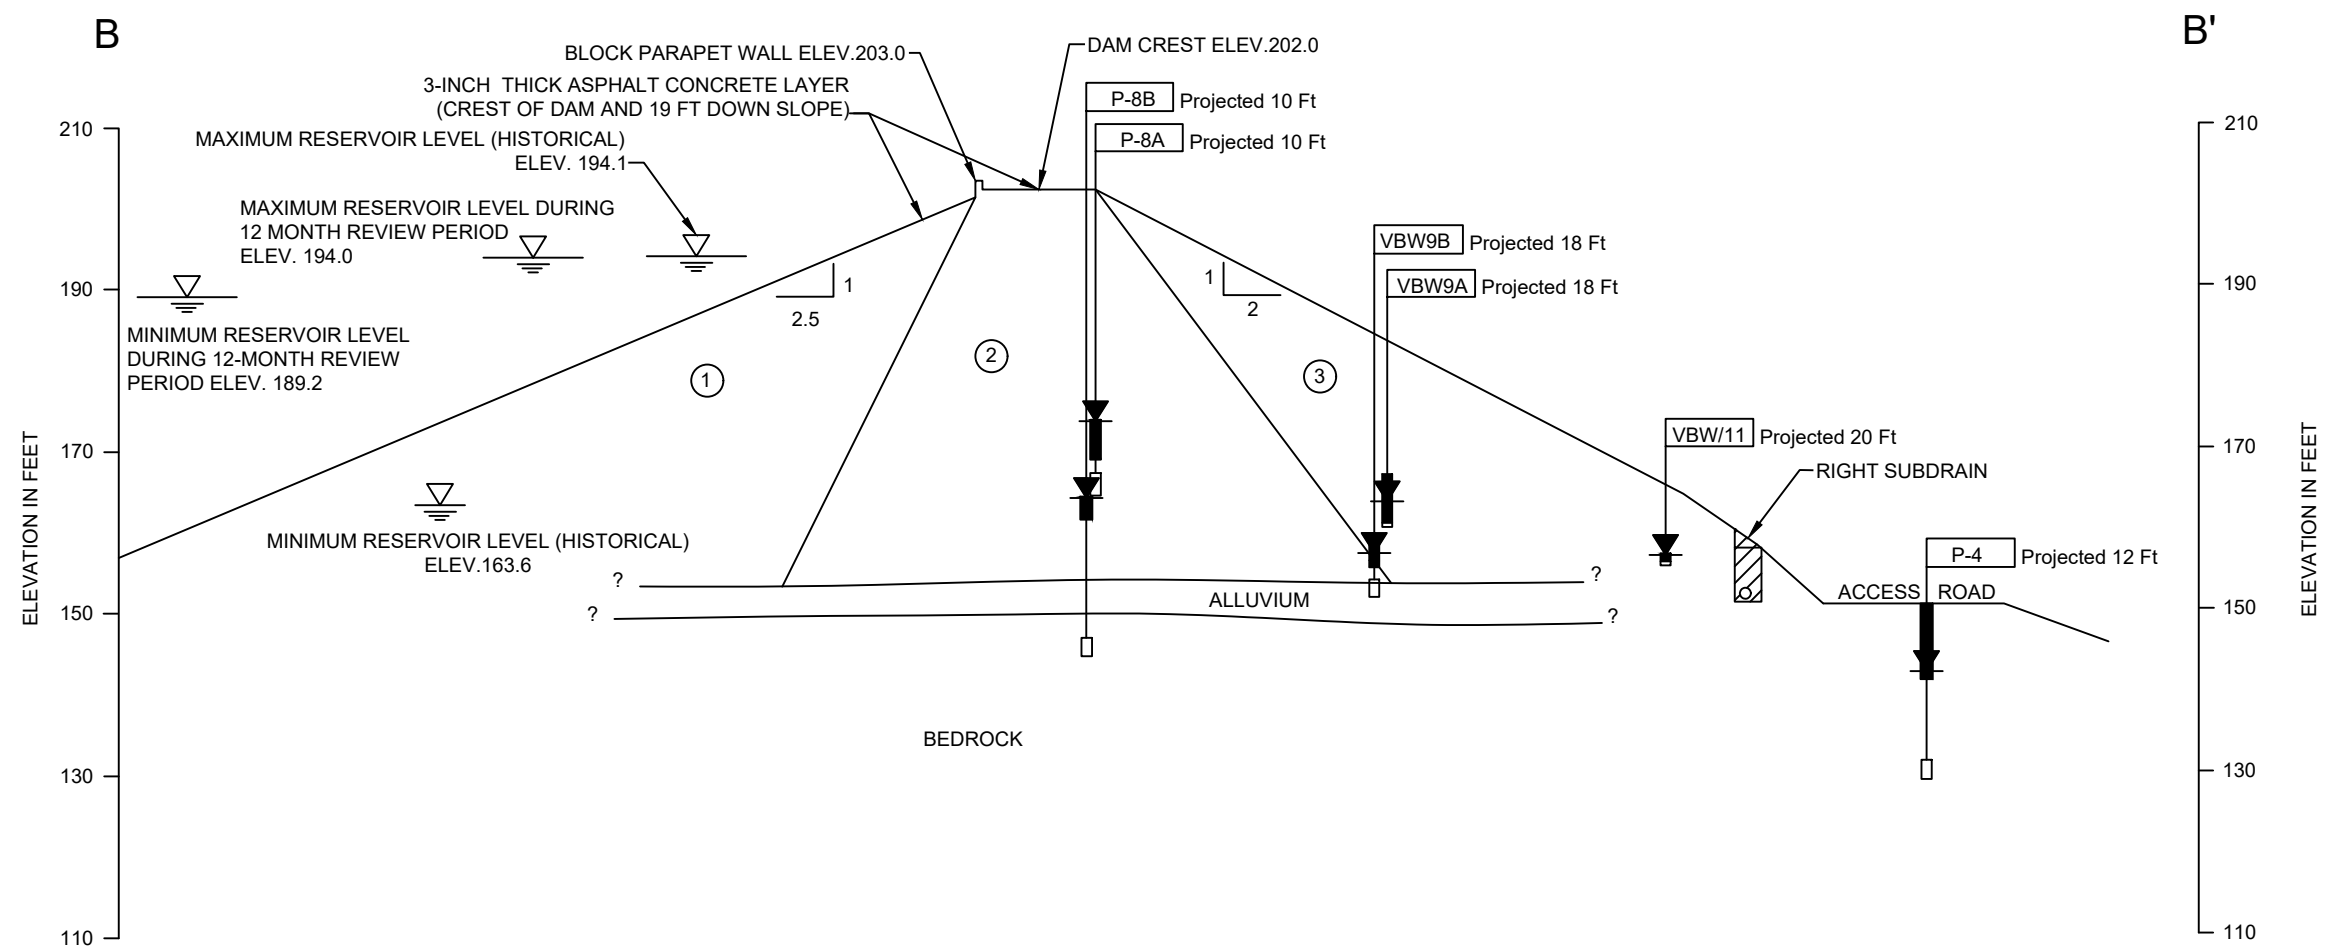 B
B'
BLOCK PARAPET WALL ELEV.203.0
DAM CREST ELEV.202.0
3-INCH THICK ASPHALT CONCRETE LAYER
(CREST OF DAM AND 19 FT DOWN SLOPE)
P-8B Projected 10 Ft
P-8A Projected 10 Ft
MAXIMUM RESERVOIR LEVEL (HISTORICAL)
ELEV. 194.1
MAXIMUM RESERVOIR LEVEL DURING
12 MONTH REVIEW PERIOD
ELEV. 194.0
VBW9B Projected 18 Ft
VBW9A Projected 18 Ft
1
2.5
1
2
MINIMUM RESERVOIR LEVEL
DURING 12-MONTH REVIEW
PERIOD ELEV. 189.2
1
2
3
VBW/11 Projected 20 Ft
RIGHT SUBDRAIN
MINIMUM RESERVOIR LEVEL (HISTORICAL)
ELEV.163.6
P-4 Projected 12 Ft
?
?
ALLUVIUM
ACCESS ROAD
?
?
BEDROCK
ELEVATION IN FEET
210
190
170
150
130
110
210
190
170
150
130
110
ELEVATION IN FEET